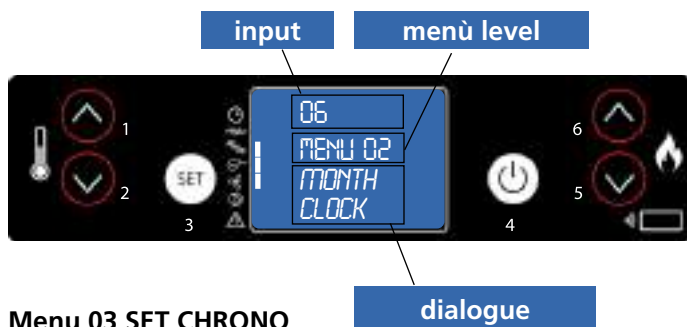 input
menù level
06
MENU 02
MONTH
CLOCK
1
2
SET
3
4
6
5
Menu 03 SET CHRONO
dialogue